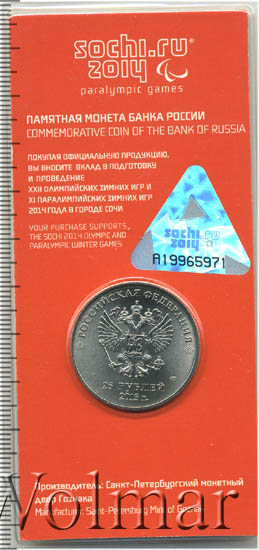 sochi.ru
2014
paralympic games
ПАМЯТНАЯ МОНЕТА БАНКА РОССИИ
COMMEMORATIVE COIN OF THE BANK OF RUSSIA
ПОКУПАЯ ОФИЦИАЛЬНУЮ ПРОДУКЦИЮ,
ВЫ ВНОСИТЕ ВКЛАД В ПОДГОТОВКУ
И ПРОВЕДЕНИЕ
XXII ОЛИМПИЙСКИХ ЗИМНИХ ИГР И
XI ПАРАЛИМПИЙСКИХ ЗИМНИХ ИГР
2014 ГОДА В ГОРОДЕ СОЧИ
YOUR PURCHASE SUPPORTS
THE SOCHI 2014 OLYMPIC AND
PARALYMPIC WINTER GAMES
sochi.ru
2014
A19965971
РОССИЙСКАЯ ФЕДЕРАЦИЯ
25 РУБЛЕЙ
2013 г.
Производитель: Санкт-Петербургский монетный
двор Гознака
Manufacturer: Saint-Petersburg Mint of Goznak
Volmar